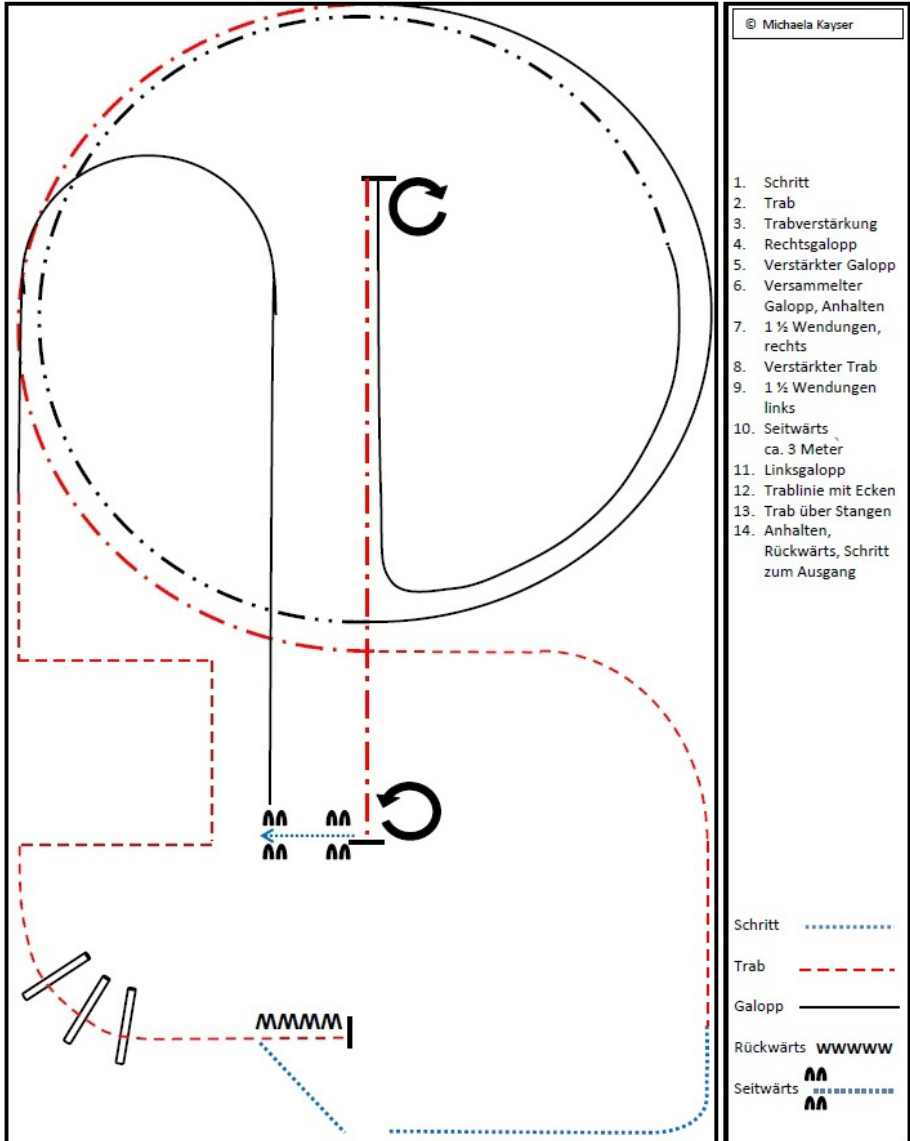 © Michaela Kayser
1. Schritt
2. Trab
3. Trabverstärkung
4. Rechtsgalopp
5. Verstärkter Galopp
6. Versammelter
Galopp, Anhalten
7. 1 ½ Wendungen,
rechts
8. Verstärkter Trab
9. 1 ½ Wendungen
links
10. Seitwärts
ca. 3 Meter
11. Linksgalopp
12. Trablinie mit Ecken
13. Trab über Stangen
14. Anhalten,
Rückwärts, Schritt
zum Ausgang
Schritt
Trab
Galopp
Rückwärts wwwww
Seitwärts
wwww